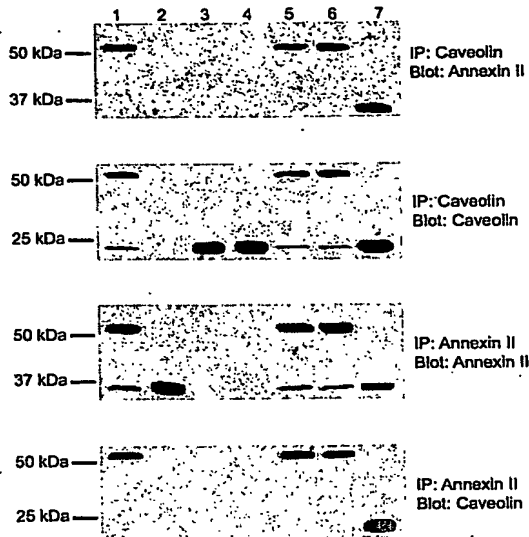 1 2 3 4 5 6 7
50 kDa
37 kDa
IP: Caveolin
Blot: Annexin II
50 kDa
25 kDa
IP: Caveolin
Blot: Caveolin
50 kDa
37 kDa
IP: Annexin II
Blot: Annexin II
50 kDa
25 kDa
IP: Annexin II
Blot: Caveolin